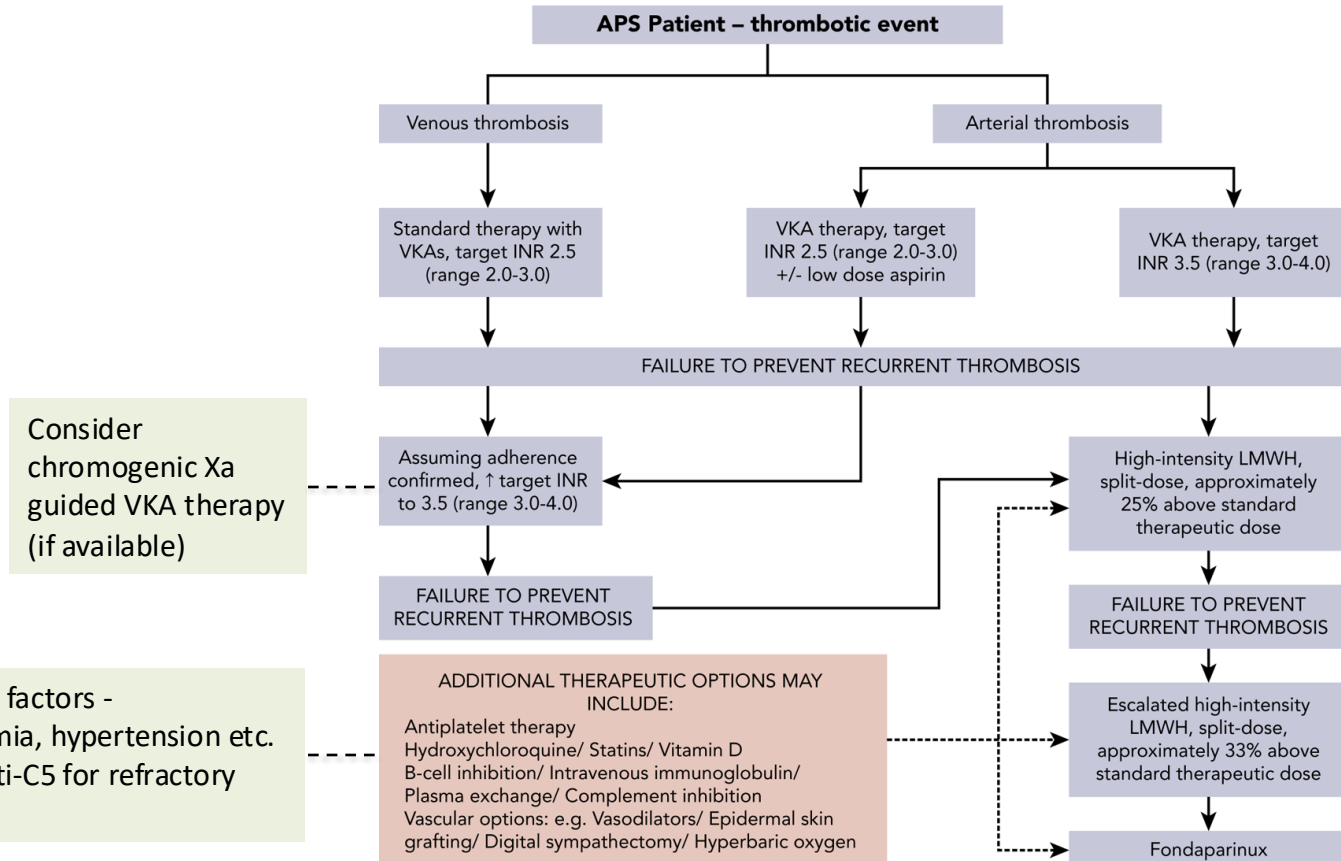 APS Patient – thrombotic event
Venous thrombosis
Arterial thrombosis
Standard therapy with
VKAs, target INR 2.5
(range 2.0-3.0)
VKA therapy, target
INR 2.5 (range 2.0-3.0)
+/- low dose aspirin
VKA therapy, target
INR 3.5 (range 3.0-4.0)
FAILURE TO PREVENT RECURRENT THROMBOSIS
Consider
chromogenic Xa
guided VKA therapy
(if available)
Assuming adherence
confirmed, ↑ target INR
to 3.5 (range 3.0-4.0)
High-intensity LMWH,
split-dose, approximately
25% above standard
therapeutic dose
FAILURE TO PREVENT
RECURRENT THROMBOSIS
FAILURE TO PREVENT
RECURRENT THROMBOSIS
factors -
hypertension etc.
for refractory
ADDITIONAL THERAPEUTIC OPTIONS MAY
INCLUDE:
Antiplatelet therapy
Hydroxychloroquine/ Statins/ Vitamin D
B-cell inhibition/ Intravenous immunoglobulin/
Plasma exchange/ Complement inhibition
Vascular options: e.g. Vasodilators/ Epidermal skin
grafting/ Digital sympathectomy/ Hyperbaric oxygen
Escalated high-intensity
LMWH, split-dose,
approximately 33% above
standard therapeutic dose
Fondaparinux